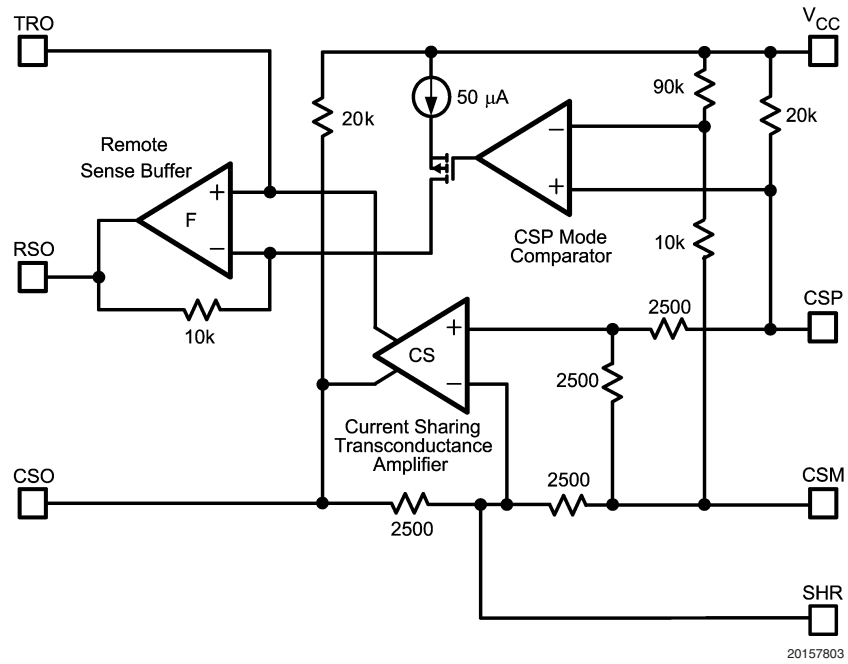 TRO
VCC
90k
50 µA
20k
20k
Remote
Sense Buffer
−
+
+
F
−
RSO
CSP Mode
Comparator
10k
10k
2500
CSP
+
CS
−
2500
Current Sharing
Transconductance
Amplifier
CSO
2500
CSM
2500
SHR
20157803